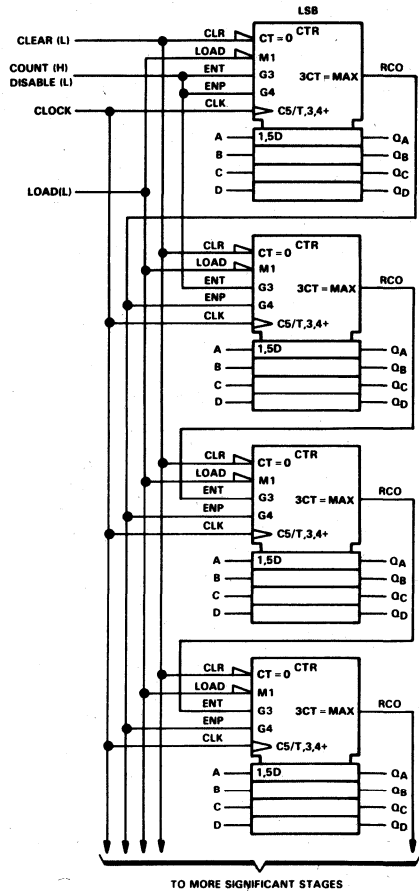 LSB
CLEAR (L)
CLR
CT = 0 CTR
LOAD
M1
COUNT (H)
DISABLE (L)
ENT
G3
3CT = MAX
RCO
ENP
G4
CLOCK
CLK
C5/T,3,4+
A
1,5D
QA
B
QB
C
QC
D
QD
LOAD(L)
CLR
CT = 0 CTR
LOAD
M1
ENT
G3
3CT = MAX
RCO
ENP
G4
CLK
C5/T,3,4+
A
1,5D
QA
B
QB
C
QC
D
QD
CLR
CT = 0 CTR
LOAD
M1
ENT
G3
3CT = MAX
RCO
ENP
G4
CLK
C5/T,3,4+
A
1,5D
QA
B
QB
C
QC
D
QD
CLR
CT = 0 CTR
LOAD
M1
ENT
G3
3CT = MAX
RCO
ENP
G4
CLK
C5/T,3,4+
A
1,5D
QA
B
QB
C
QC
D
QD
TO MORE SIGNIFICANT STAGES